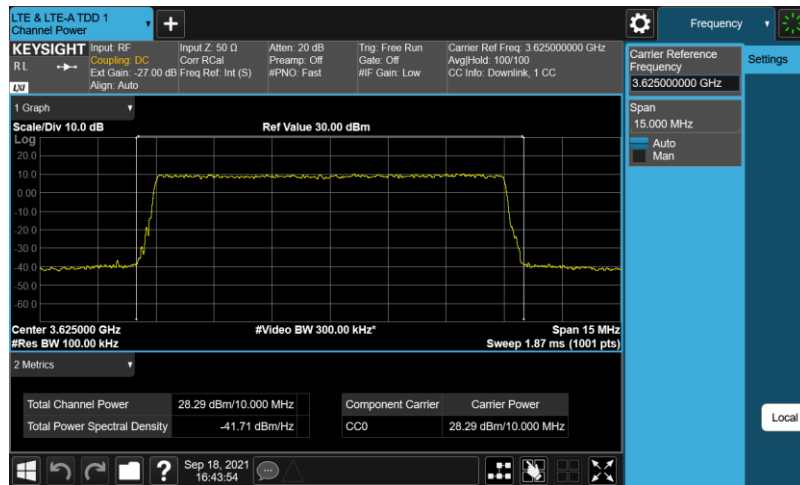 LTE & LTE-A TDD 1
Channel Power
Frequency
KEYSIGHT
R L
LXI
Input: RF
Coupling: DC
Ext Gain: -27.00 dB
Align: Auto
Input Z: 50 Ω
Corr RCal
Freq Ref: Int (S)
Atten: 20 dB
Preamp: Off
#PNO: Fast
Trig: Free Run
Gate: Off
#IF Gain: Low
Carrier Ref Freq: 3.625000000 GHz
Avg|Hold: 100/100
CC Info: Downlink, 1 CC
Carrier Reference
Frequency
3.625000000 GHz
Settings
Span
15.000 MHz
Auto
Man
1 Graph
Scale/Div 10.0 dB
Ref Value 30.00 dBm
Log
20.0
10.0
0.00
-10.0
-20.0
-30.0
-40.0
-50.0
-60.0
Center 3.625000 GHz
#Video BW 300.00 kHz*
Span 15 MHz
#Res BW 100.00 kHz
Sweep 1.87 ms (1001 pts)
2 Metrics
Total Channel Power 28.29 dBm/10.000 MHz
Total Power Spectral Density -41.71 dBm/Hz
Component Carrier Carrier Power
CC0 28.29 dBm/10.000 MHz
Local
?
Sep 18, 2021
16:43:54